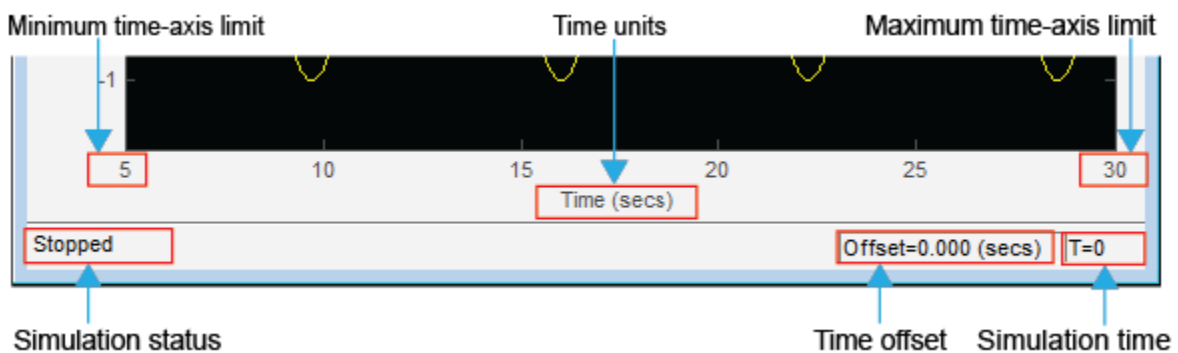 Minimum time-axis limit Time units Maximum time-axis limit
-1
5 10 15 20 25 30
Time (secs)
Stopped Offset=0.000 (secs) T=0
Simulation status Time offset Simulation time